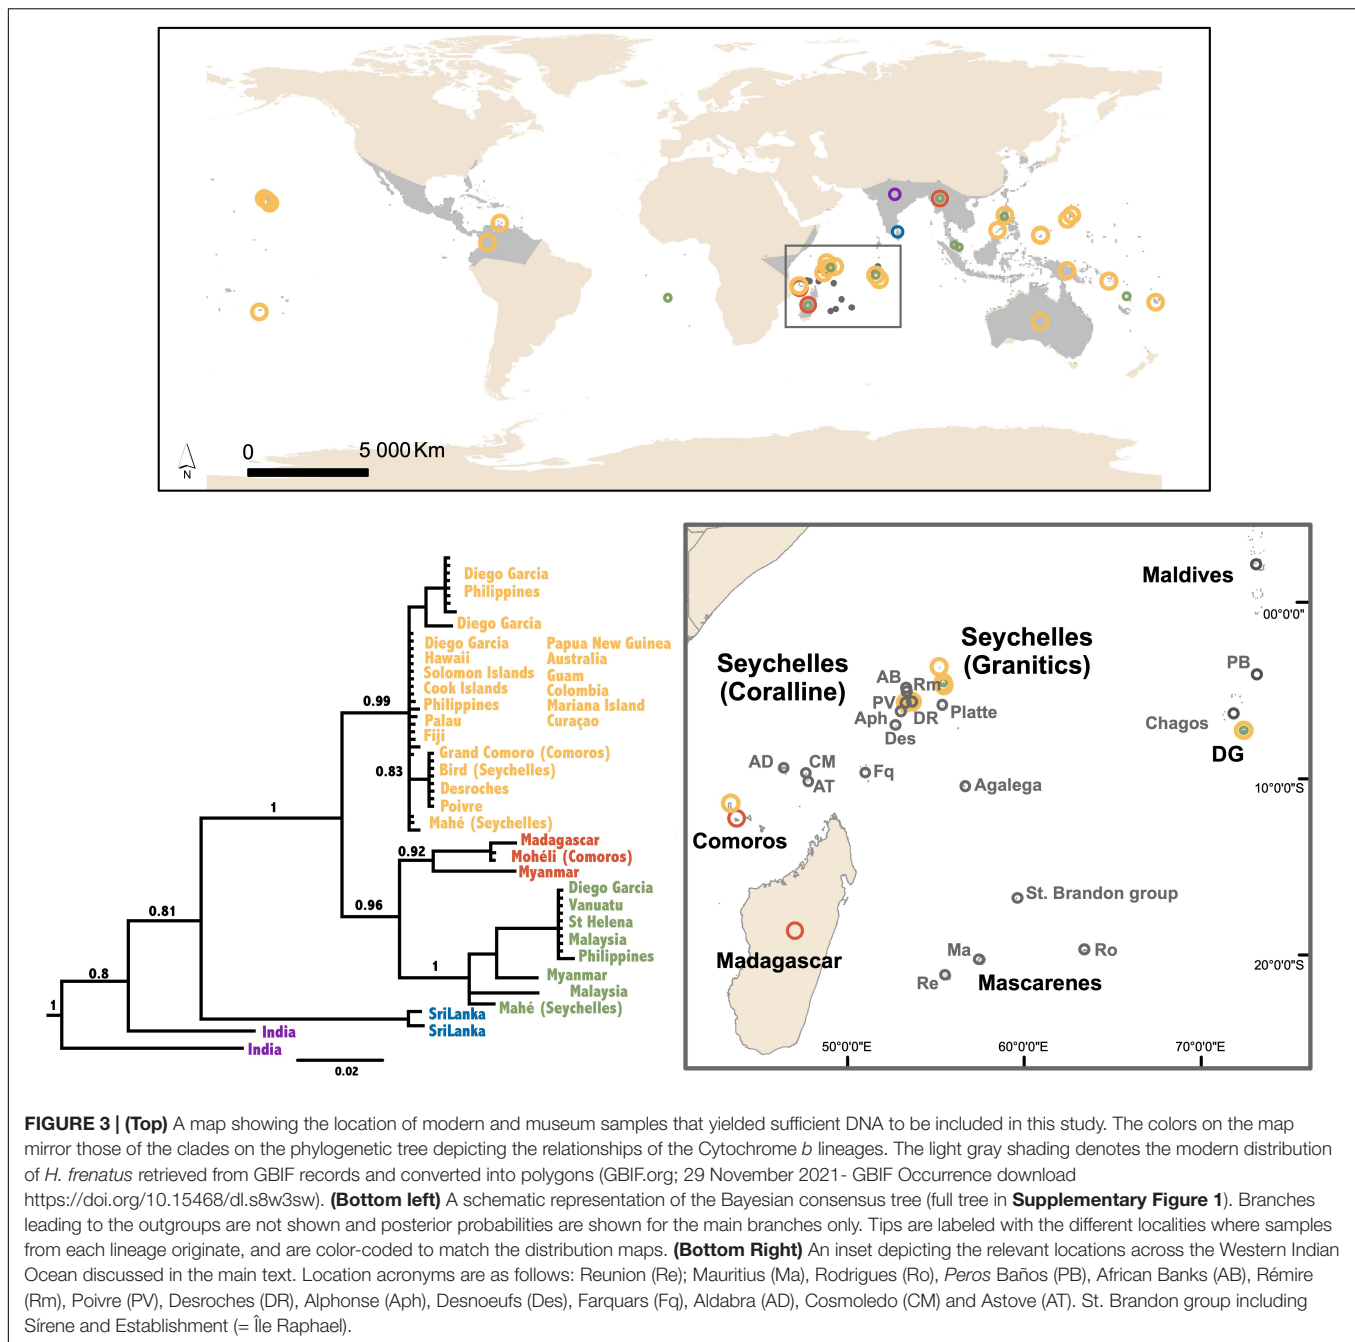 N
0
5 000 Km
Diego Garcia
Philippines
Diego Garcia
Diego Garcia
Hawaii
Solomon Islands
Cook Islands
Philippines
Palau
Fiji
Papua New Guinea
Australia
Guam
Colombia
Mariana Island
Curaçao
0.99
0.83
Grand Comoro (Comoros)
Bird (Seychelles)
Desroches
Poivre
Mahé (Seychelles)
1
0.92
Madagascar
Mohéli (Comoros)
Myanmar
0.96
Diego Garcia
Vanuatu
St Helena
Malaysia
Philippines
1
Myanmar
Malaysia
Mahé (Seychelles)
0.81
0.8
1
SriLanka
SriLanka
India
India
0.02
Maldives
00°0'0"
Seychelles
(Granitics)
Seychelles
(Coralline)
AB
Rm
PV
Aph
DR
Des
Platte
PB
Chagos
DG
AD
CM
AT
Fq
Agalega
10°0'0"S
Comoros
Madagascar
St. Brandon group
Ma
Ro
Re
Mascarenes
20°0'0"S
50°0'0"E
60°0'0"E
70°0'0"E
FIGURE 3 | (Top) A map showing the location of modern and museum samples that yielded sufficient DNA to be included in this study. The colors on the map
mirror those of the clades on the phylogenetic tree depicting the relationships of the Cytochrome b lineages. The light gray shading denotes the modern distribution
of H. frenatus retrieved from GBIF records and converted into polygons (GBIF.org; 29 November 2021- GBIF Occurrence download
https://doi.org/10.15468/dl.s8w3sw). (Bottom left) A schematic representation of the Bayesian consensus tree (full tree in Supplementary Figure 1). Branches
leading to the outgroups are not shown and posterior probabilities are shown for the main branches only. Tips are labeled with the different localities where samples
from each lineage originate, and are color-coded to match the distribution maps. (Bottom Right) An inset depicting the relevant locations across the Western Indian
Ocean discussed in the main text. Location acronyms are as follows: Reunion (Re); Mauritius (Ma), Rodrigues (Ro), Peros Baños (PB), African Banks (AB), Rémire
(Rm), Poivre (PV), Desroches (DR), Alphonse (Aph), Desnoeufs (Des), Farquars (Fq), Aldabra (AD), Cosmoledo (CM) and Astove (AT). St. Brandon group including
Sírene and Establishment (= Île Raphael).